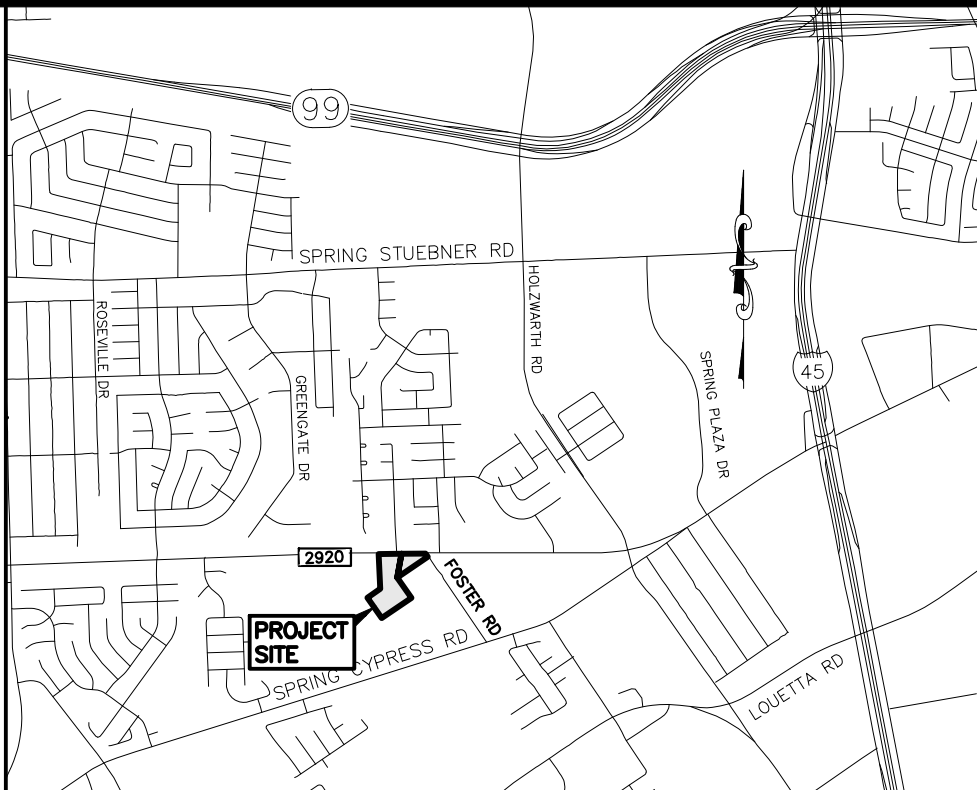 99
SPRING STUEBNER RD
HOLZWARTH RD
ROSEVILLE DR
SPRING PLAZA DR
45
GREENGATE DR
2920
FOSTER RD
PROJECT
SITE
SPRING CYPRESS RD
LOUETTA RD